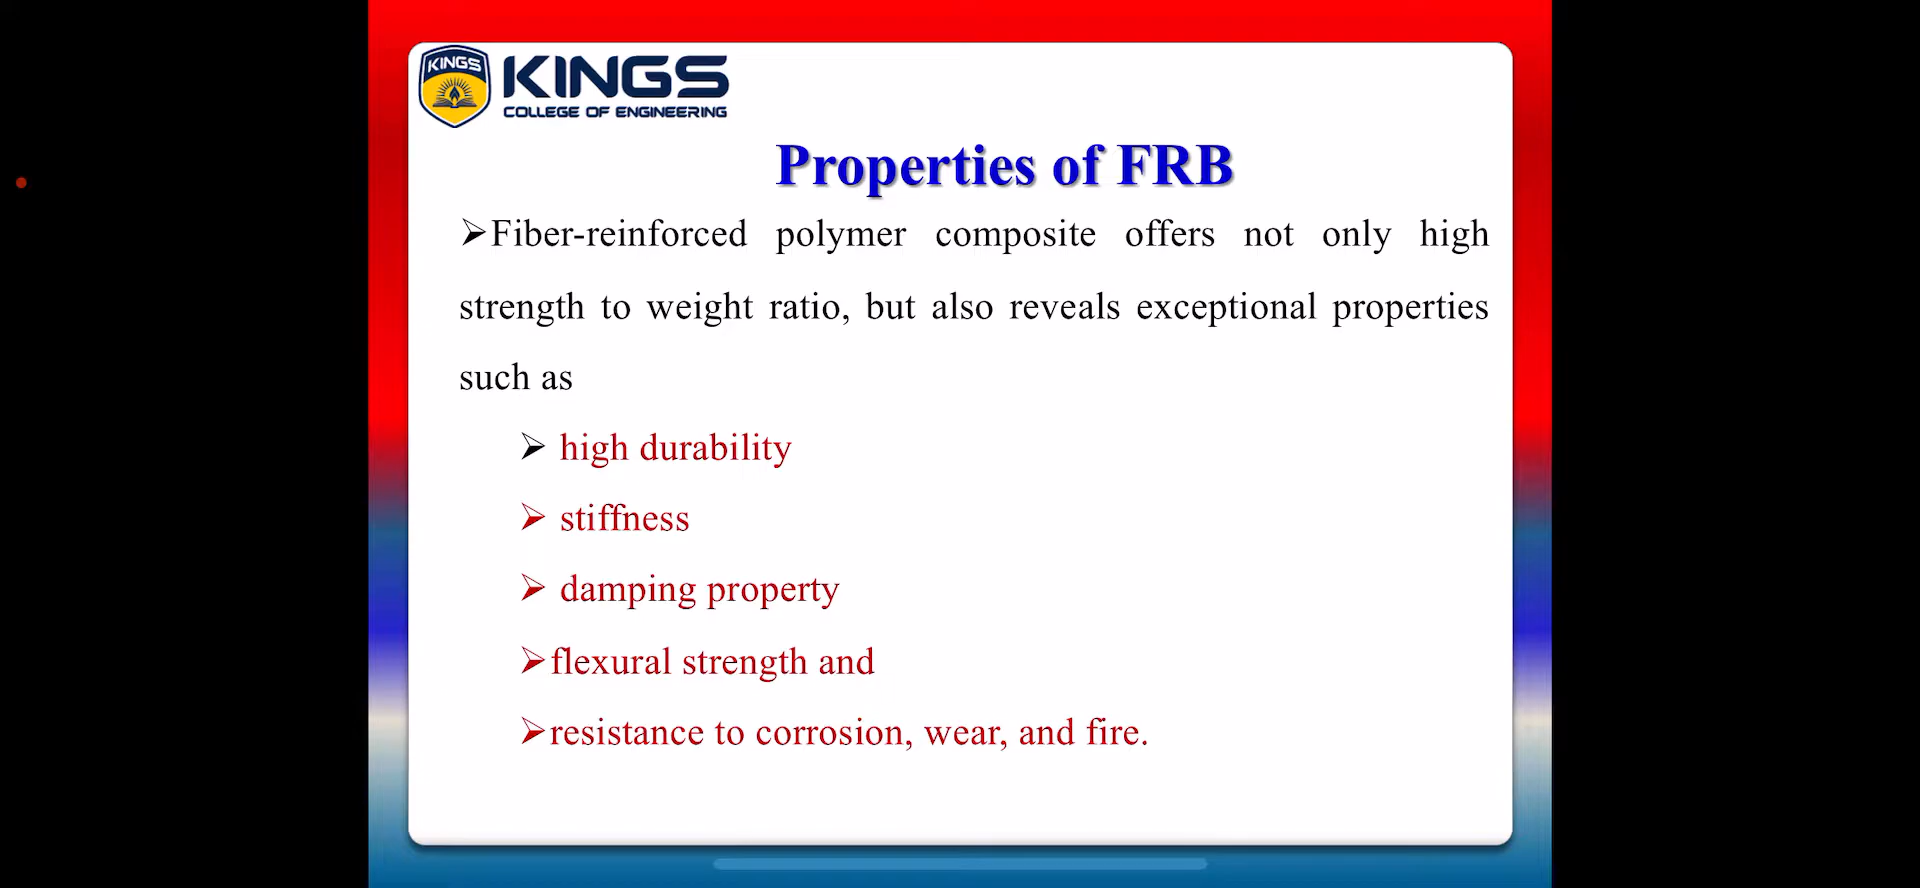 KINGS
KINGS
COLLEGE OF ENGINEERING
Properties of FRB
➢Fiber-reinforced polymer composite offers not only high
strength to weight ratio, but also reveals exceptional properties
such as
➢ high durability
➢ stiffness
➢ damping property
➢flexural strength and
➢resistance to corrosion, wear, and fire.